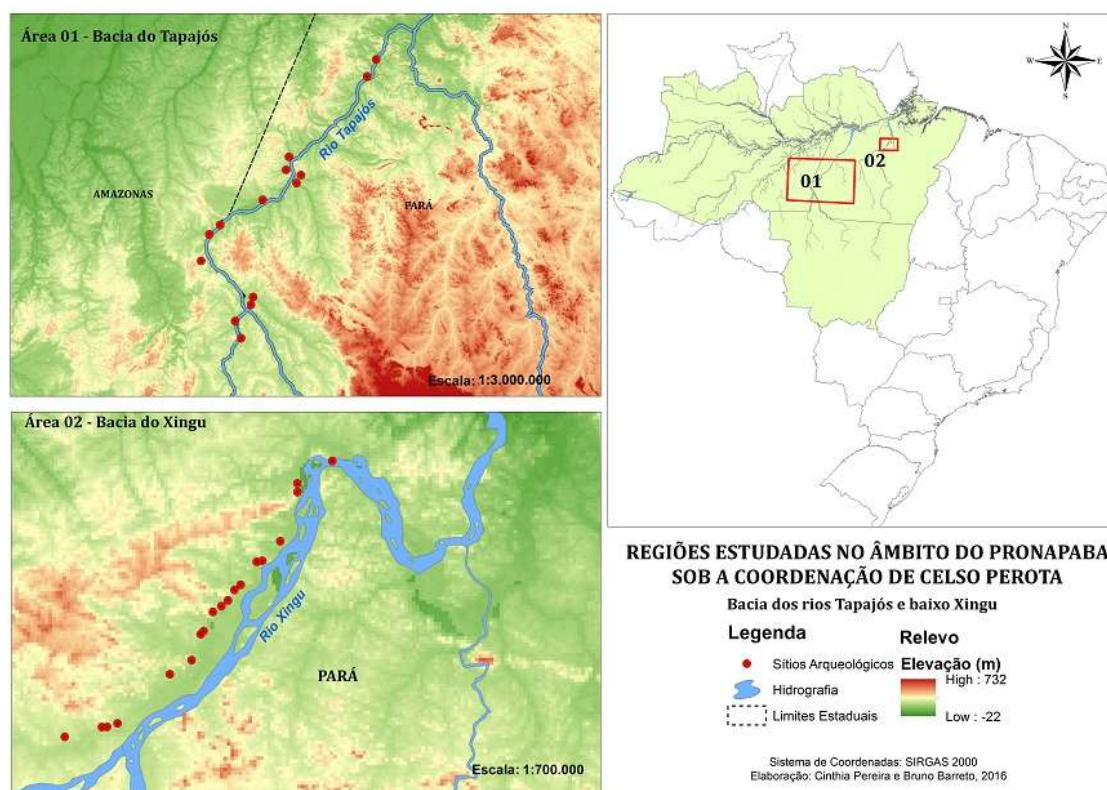 Área 01 - Bacia do Tapajós
Rio Tapajós
AMAZONAS
PARÁ
Escala: 1:3.000.000
Área 02 - Bacia do Xingu
Rio Xingu
PARÁ
Escala: 1:700.000
N
W
E
S
02
01
REGIÕES ESTUDADAS NO ÂMBITO DO PRONAPABA
SOB A COORDENAÇÃO DE CELSO PEROTA
Bacia dos rios Tapajós e baixo Xingu
Legenda
Sítios Arqueológicos
Hidrografia
Limites Estaduais
Relevo
Elevação (m)
High : 732
Low : -22
Sistema de Coordenadas: SIRGAS 2000
Elaboração: Cinthia Pereira e Bruno Barreto, 2016